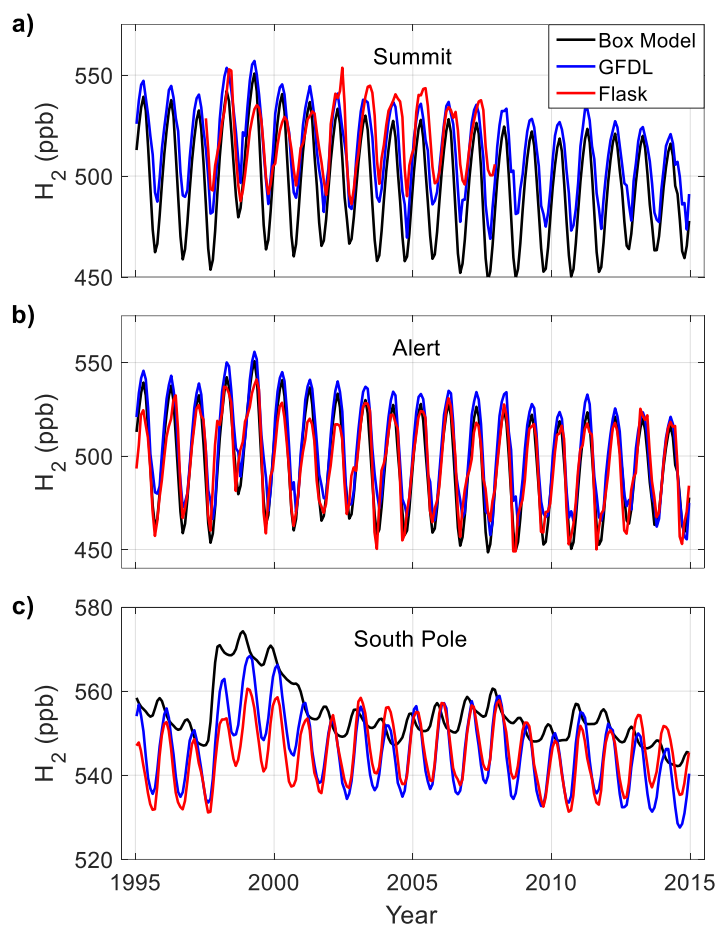 a)
Summit
Box Model
GFDL
Flask
550
500
450
H2 (ppb)
b)
Alert
550
500
450
H2 (ppb)
c)
South Pole
580
560
540
520
H2 (ppb)
1995 2000 2005 2010 2015
Year